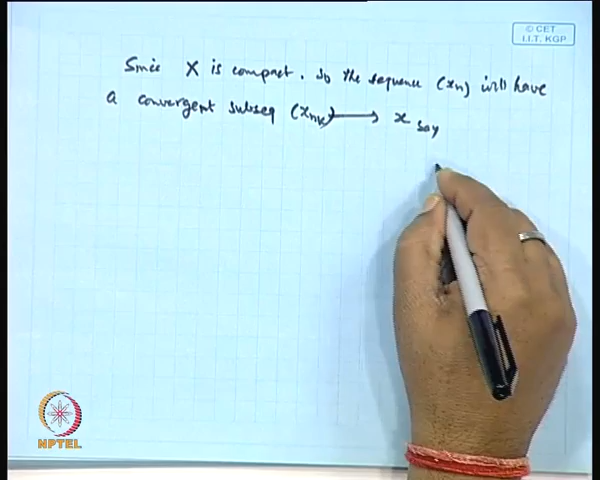 © CET
I.I.T. KGP
Since X is compact. So the sequence (xn) will have
a convergent subseq (xnk) ⟶ x say
NPTEL